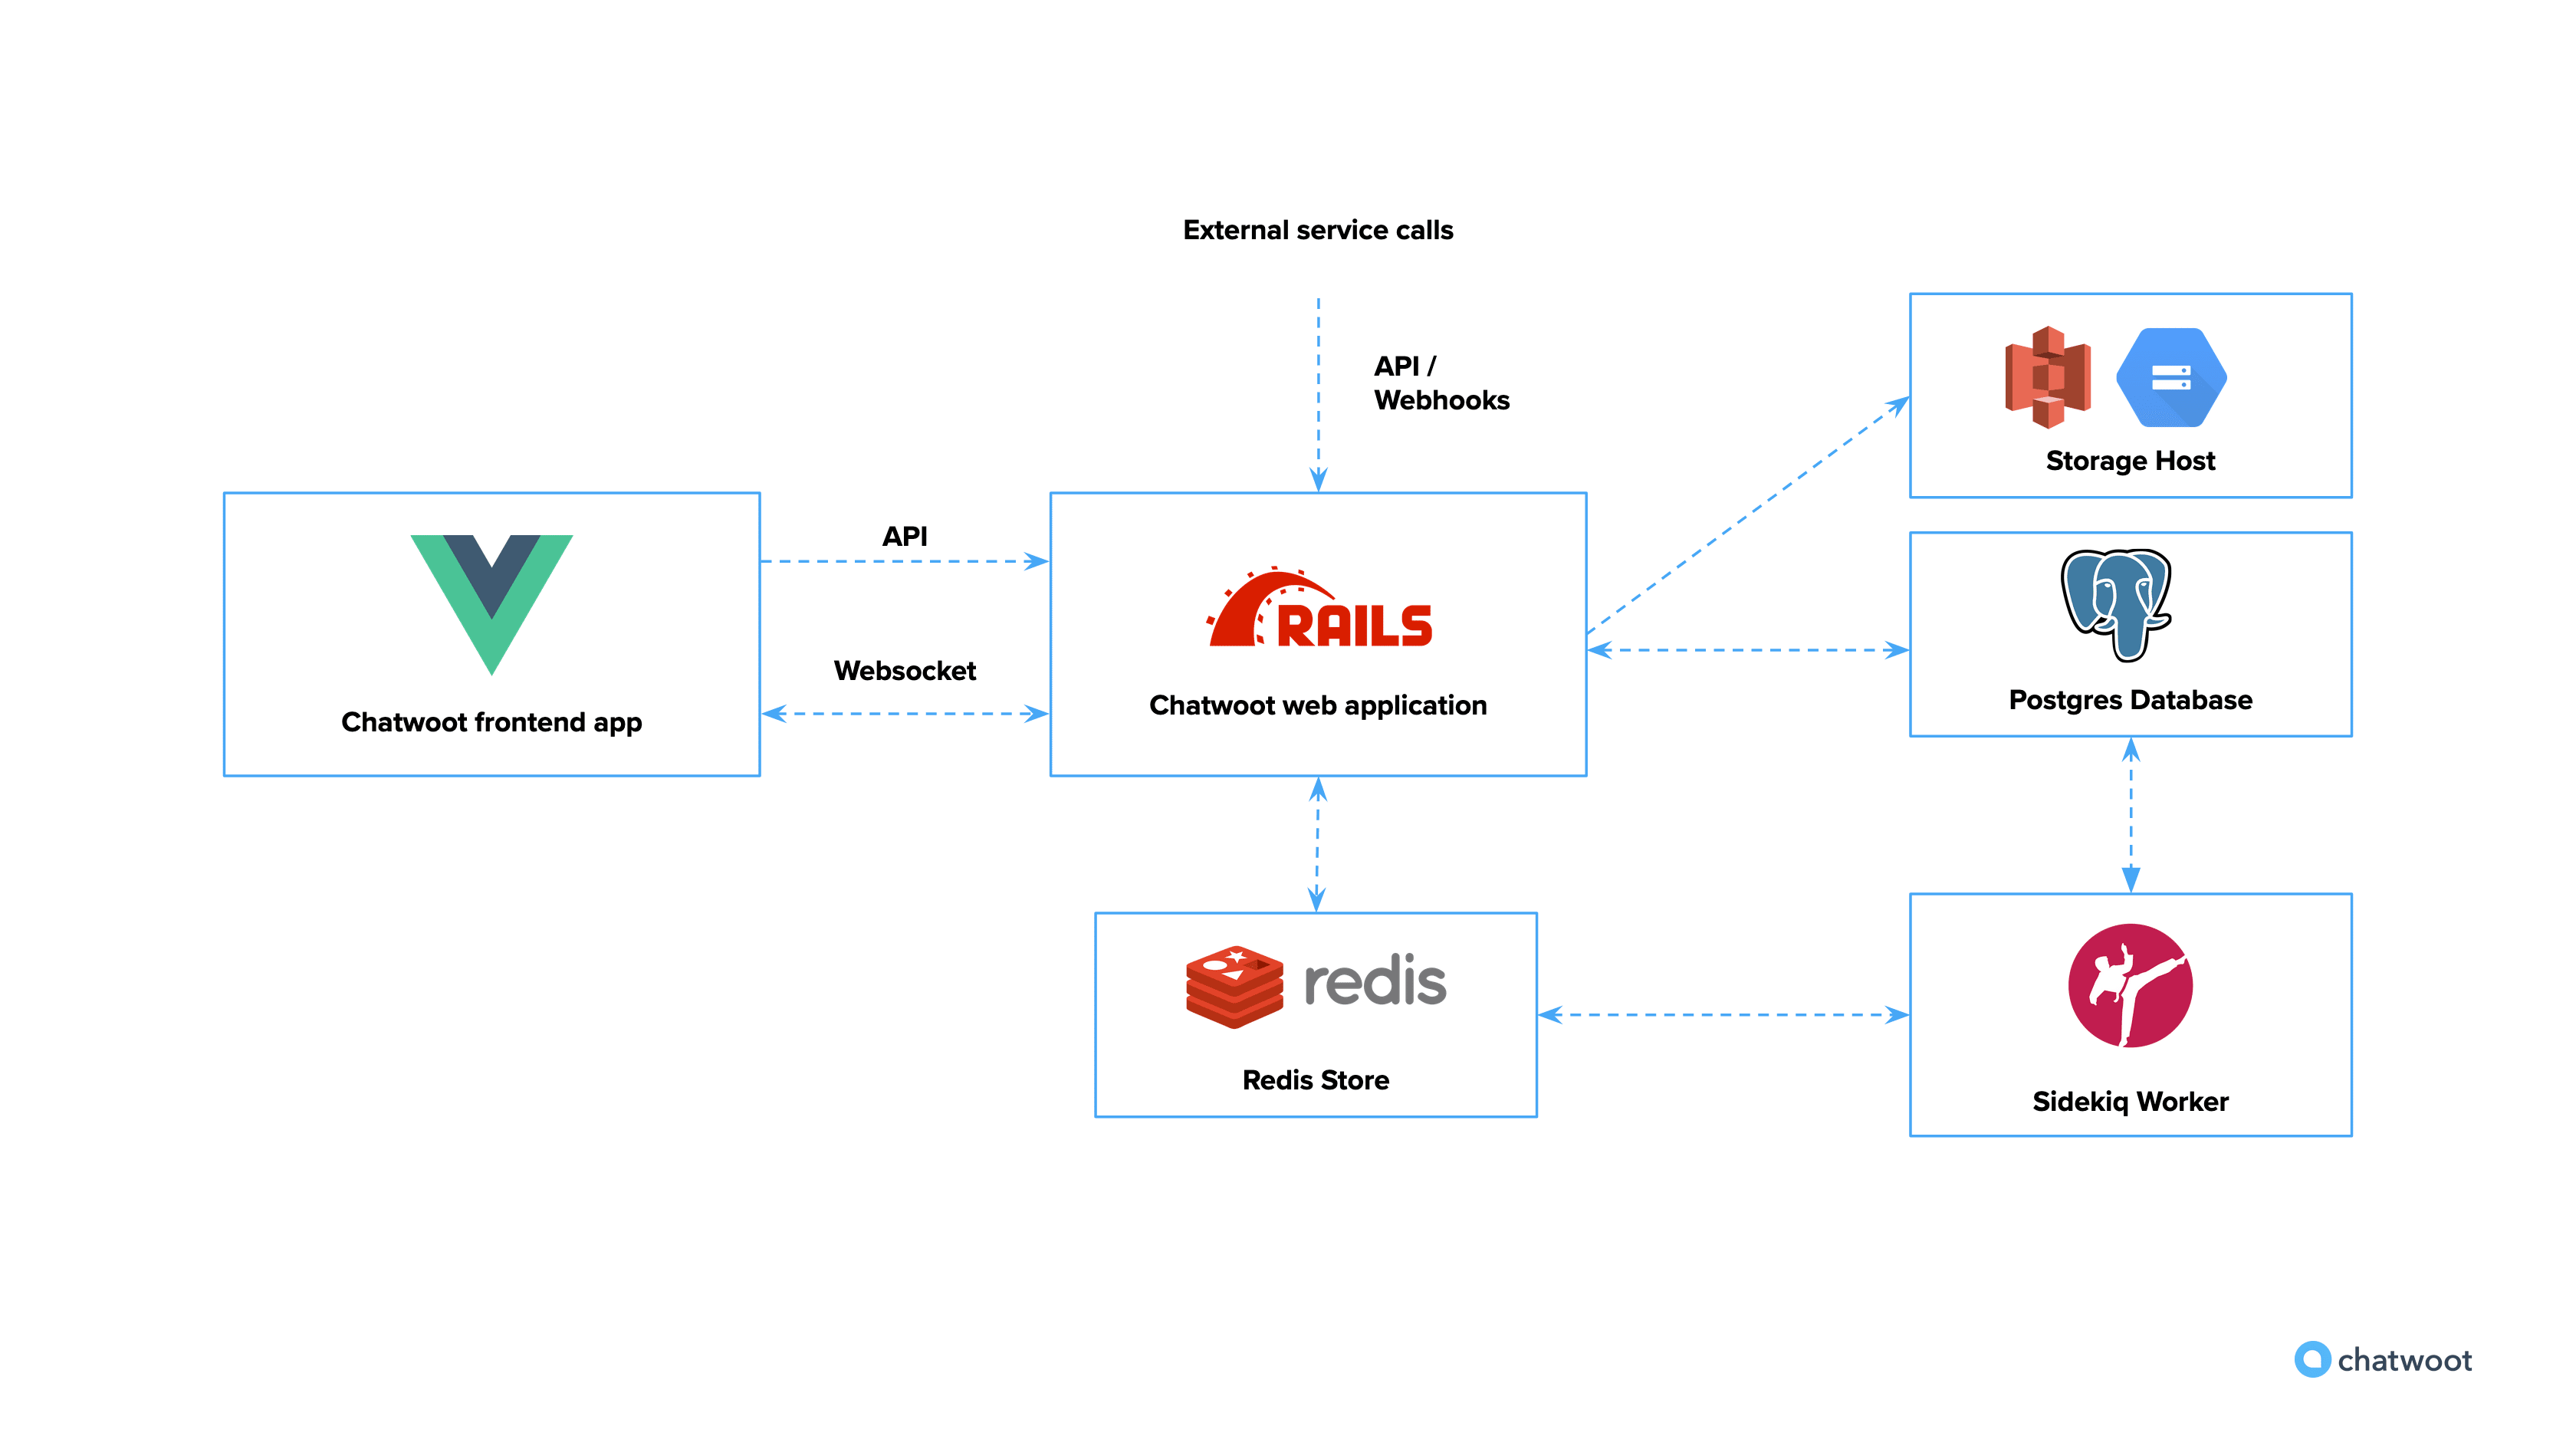 External service calls
API /
Webhooks
Storage Host
API
Websocket
Chatwoot frontend app
RAILS
Chatwoot web application
Postgres Database
redis
Redis Store
Sidekiq Worker
chatwoot